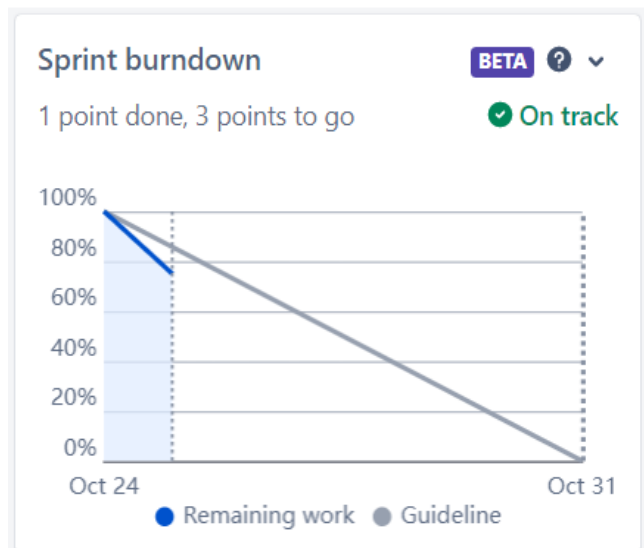 Sprint burndown BETA ?
1 point done, 3 points to go On track
100%
80%
60%
40%
20%
0%
Oct 24 Oct 31
Remaining work Guideline